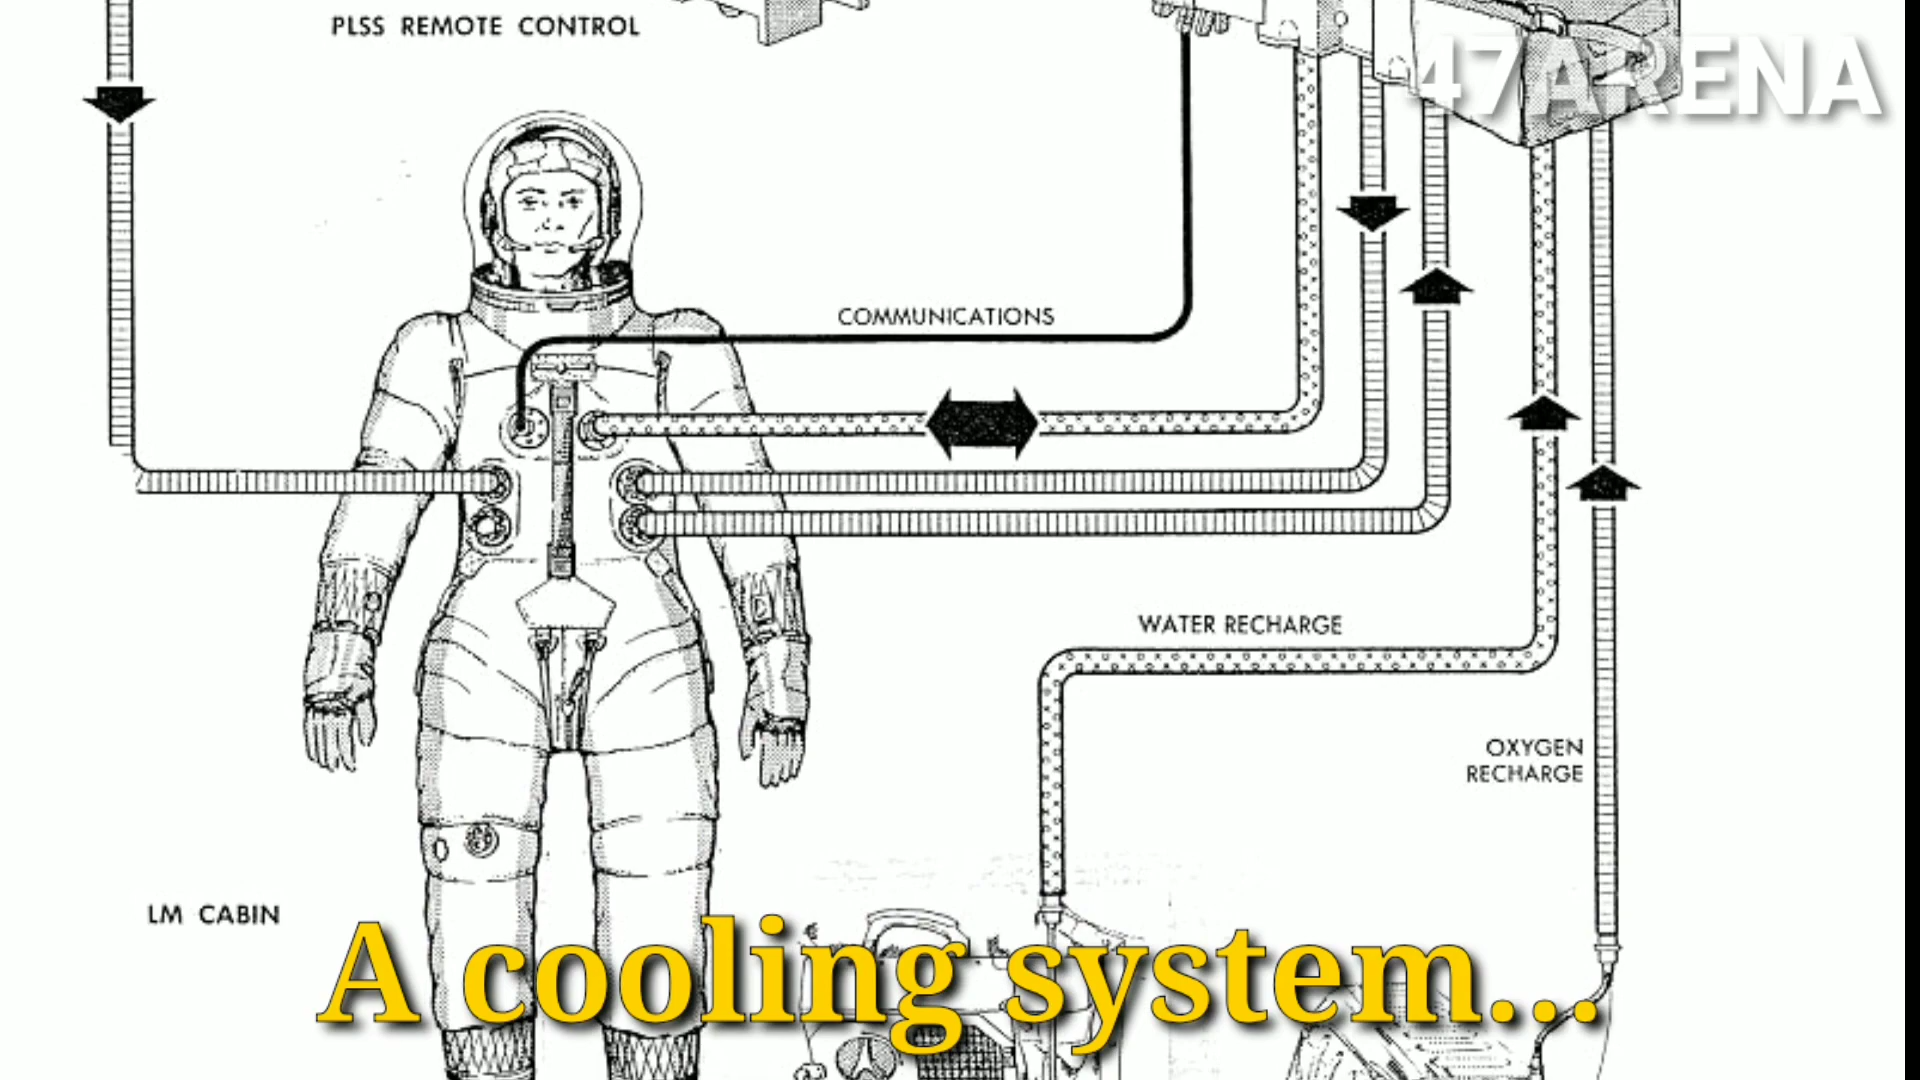 PLSS REMOTE CONTROL
47ARENA
COMMUNICATIONS
WATER RECHARGE
OXYGEN
RECHARGE
LM CABIN
A cooling system...